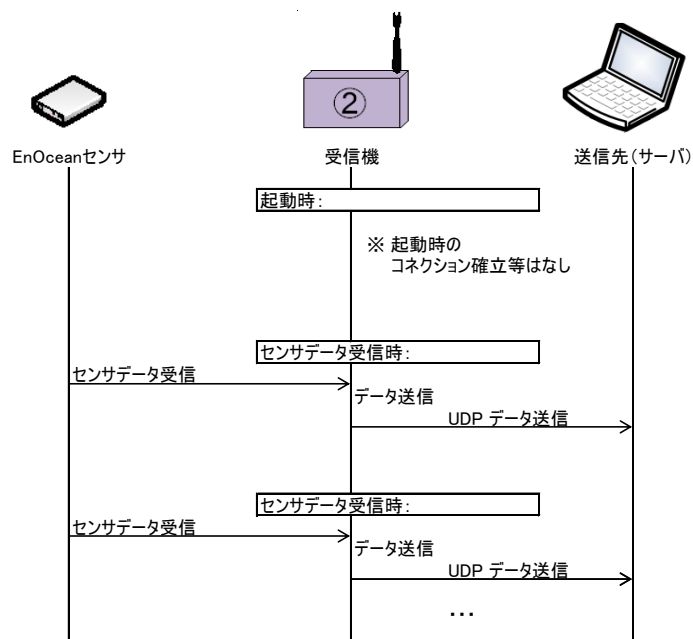 ②
EnOceanセンサ
受信機
送信先(サーバ)
起動時:
※ 起動時の
コネクション確立等はなし
センサデータ受信時:
センサデータ受信
データ送信
UDP データ送信
センサデータ受信時:
センサデータ受信
データ送信
UDP データ送信
...